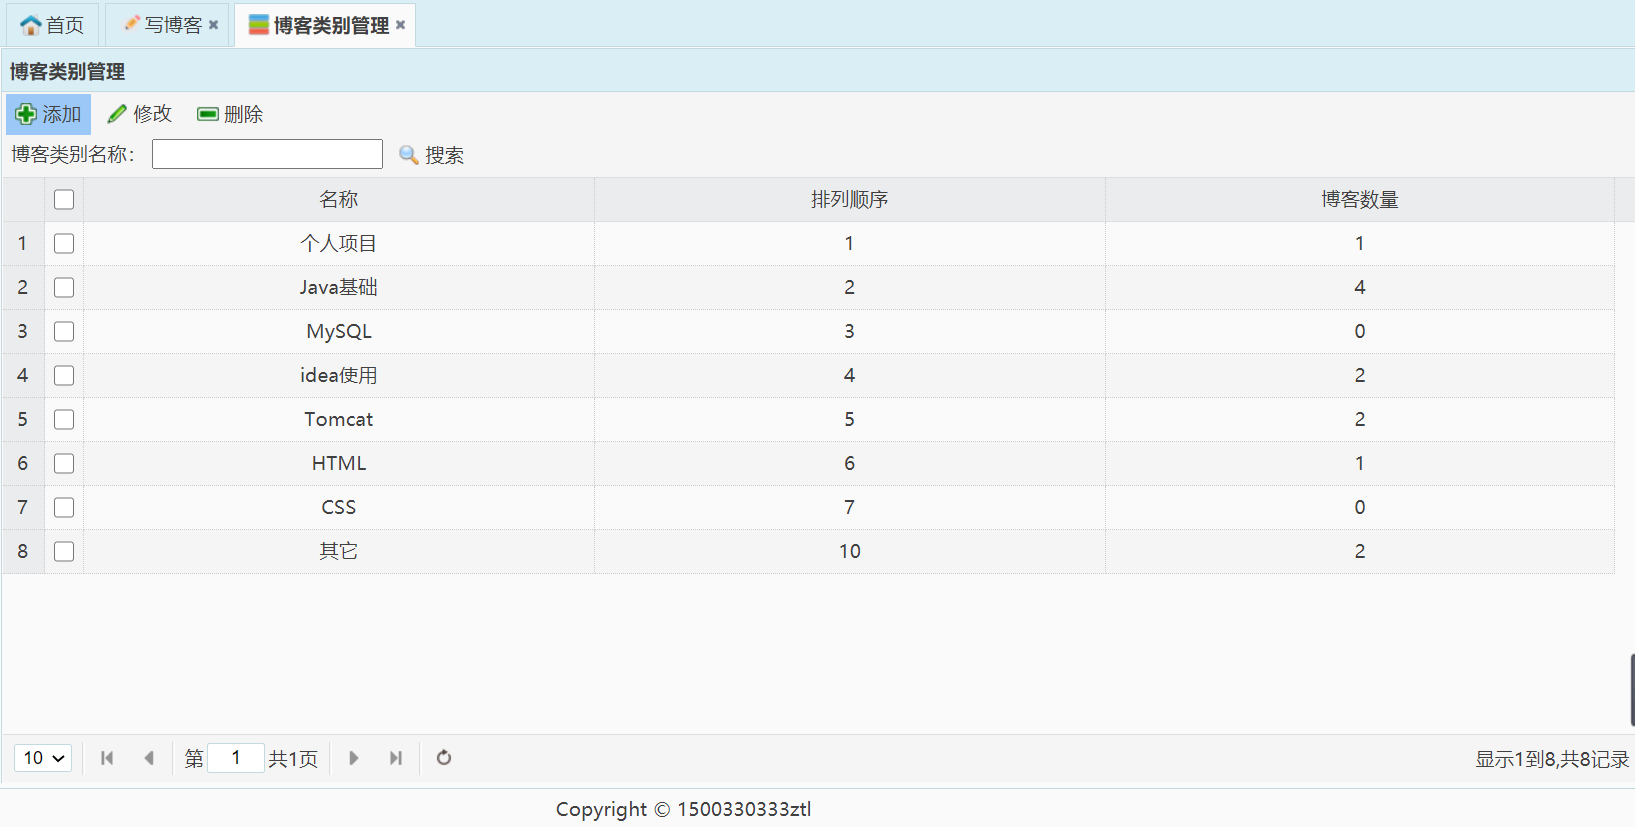 首页 写博客 博客类别管理
博客类别管理
添加 修改 删除
博客类别名称： 搜索
名称 排列顺序 博客数量
1 个人项目 1 1
2 Java基础 2 4
3 MySQL 3 0
4 idea使用 4 2
5 Tomcat 5 2
6 HTML 6 1
7 CSS 7 0
8 其它 10 2
10 第 1 共1页 显示1到8,共8记录
Copyright © 1500330333ztl